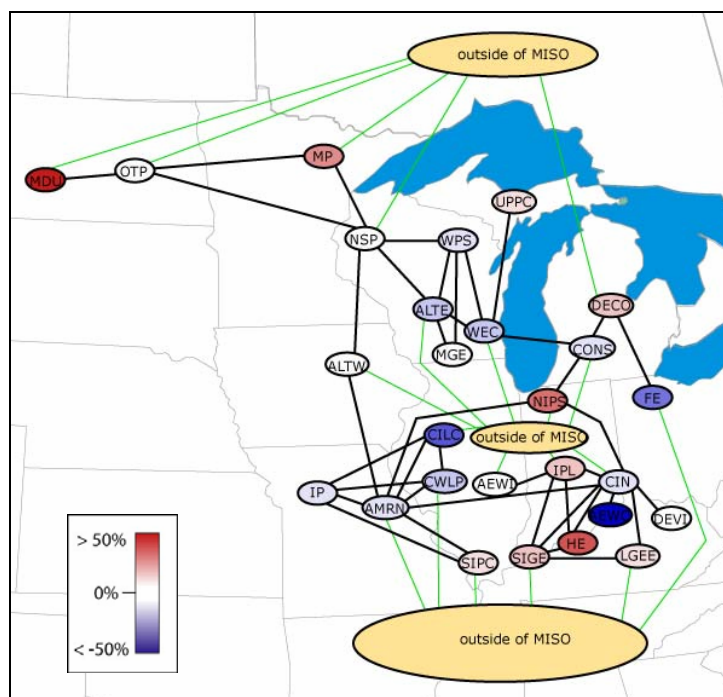 outside of MISO
MP
OTP
MDU
UPPC
NSP
WPS
DECO
ALTE
WEC
CONS
MGE
ALTW
FE
NIPS
CILC
outside of MISO
IPL
CWLP
AEWI
CIN
IP
AMRN
DEVI
HE
SIPC
SIGE
LGEE
> 50%
0%
< -50%
outside of MISO